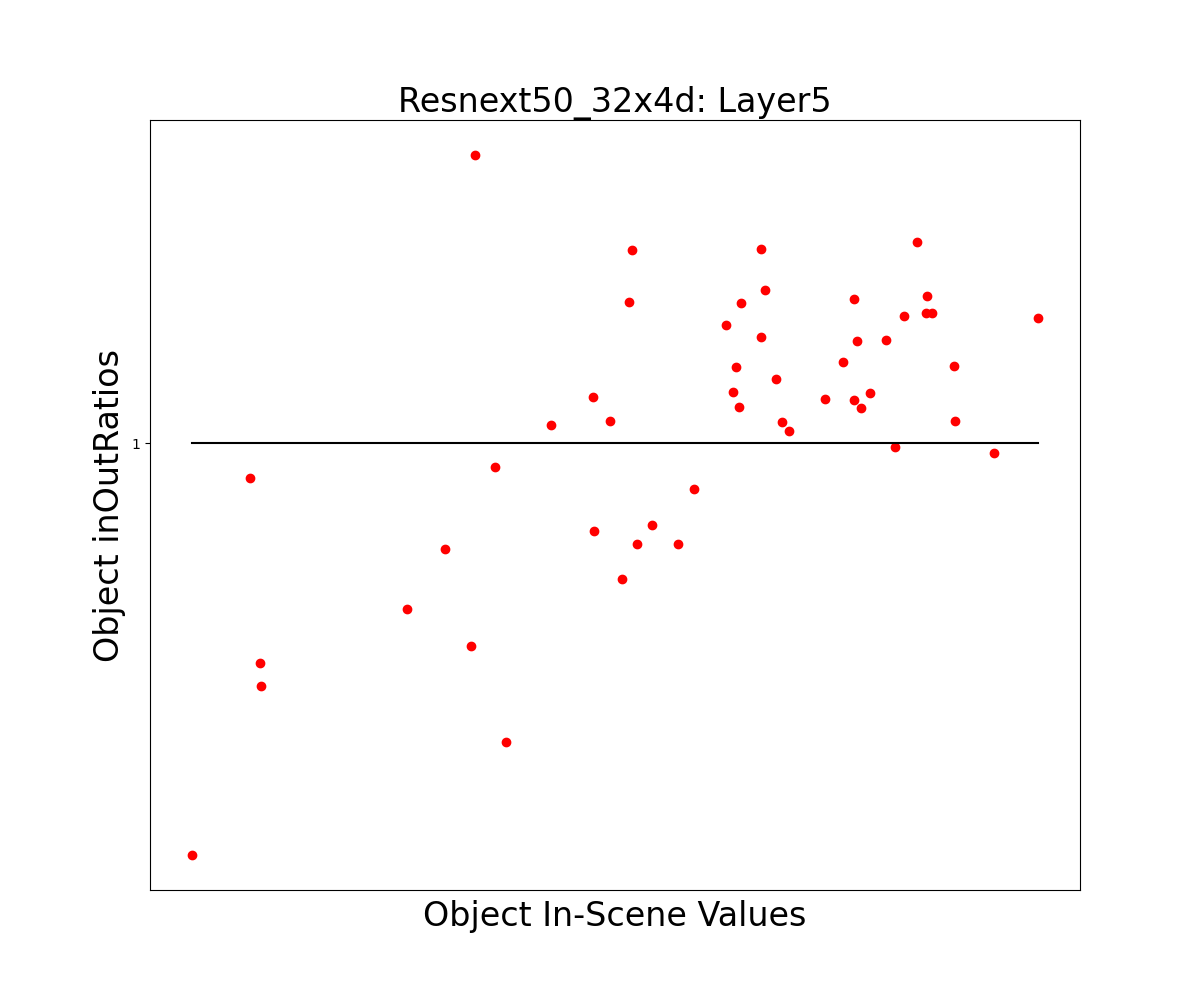 Resnext50_32x4d: Layer5
Object inOutRatios
1
Object In-Scene Values